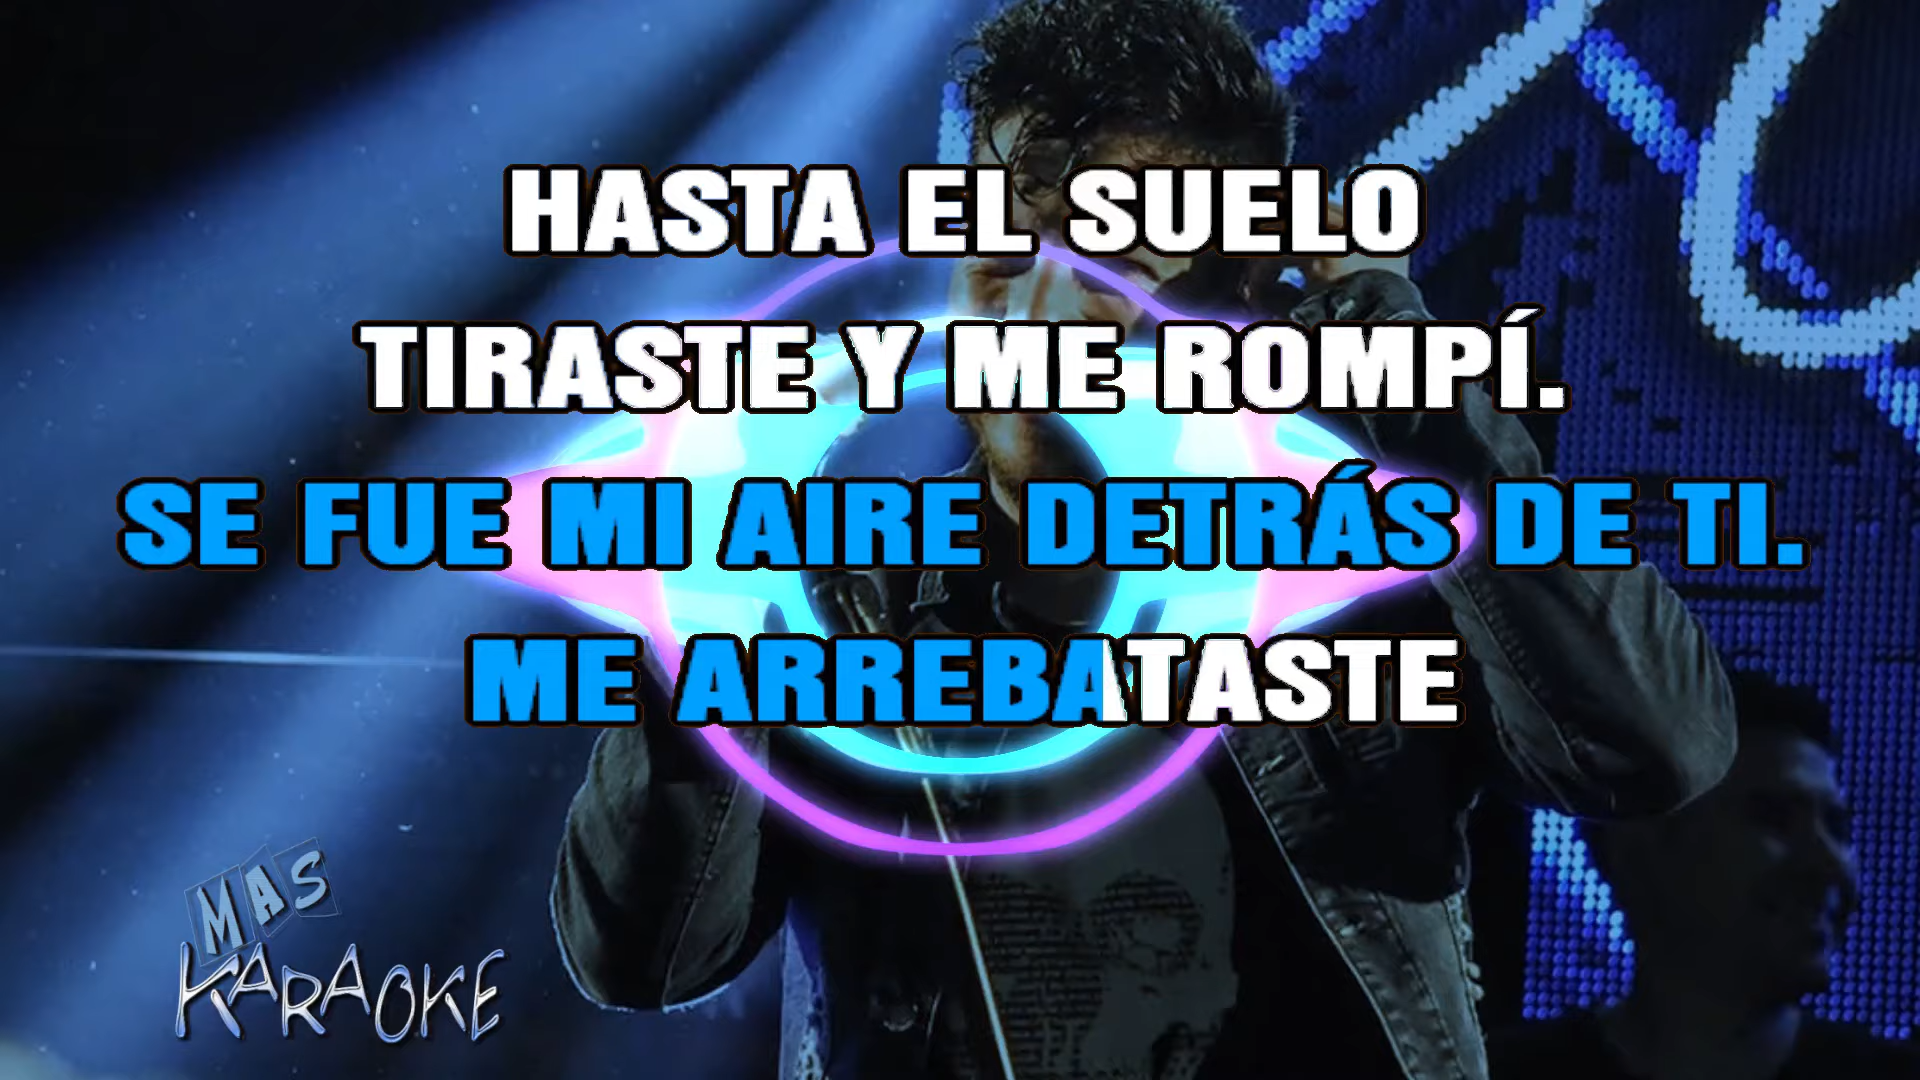 HASTA EL SUELO
TIRASTE Y ME ROMPÍ.
SE FUE MI AIRE DETRÁS DE TI.
ME ARREBATASTE
MAS
KARAOKE